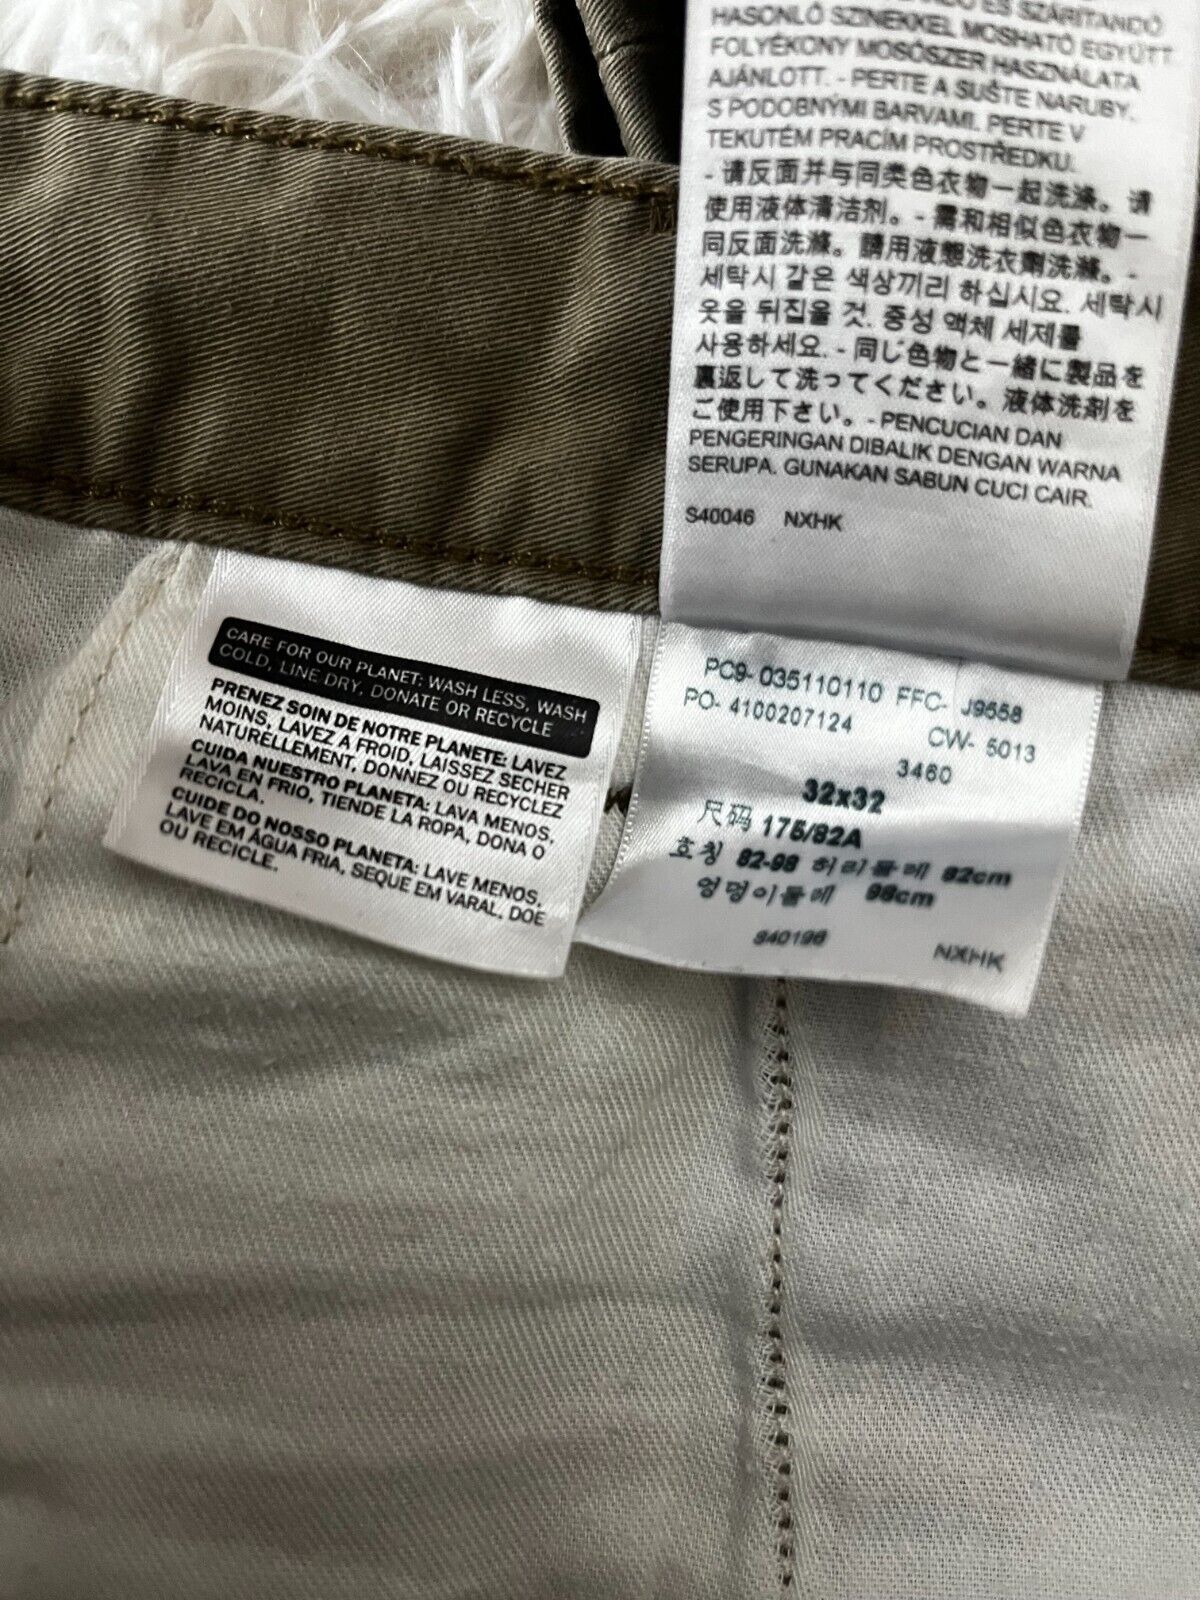 HASONLÓ SZINEKKEL MOSHATÓ EGYÜTT.
FOLYÉKONY MOSÓSZER HASZNÁLATA
AJÁNLOTT. - PERTE A SUŠTE NARUBY.
S PODOBNÝMI BARVAMI. PERTE V
TEKUTÉM PRACÍM PROSTŘEDKU.
- 请反面并与同类色衣物一起洗涤。请
使用液体清洁剂。- 需和相似色衣物一
同反面洗滌。請用液態洗衣劑洗滌。-
세탁시 같은 색상끼리 하십시요. 세탁시
옷을 뒤집을 것. 중성 액체 세제를
사용하세요. - 同じ色物と一緒に製品を
裏返して洗ってください。液体洗剤を
ご使用下さい。- PENCUCIAN DAN
PENGERINGAN DIBALIK DENGAN WARNA
SERUPA. GUNAKAN SABUN CUCI CAIR.
S40046 NXHK
CARE FOR OUR PLANET: WASH LESS, WASH
COLD, LINE DRY, DONATE OR RECYCLE
PRENEZ SOIN DE NOTRE PLANETE: LAVEZ
MOINS, LAVEZ A FROID, LAISSEZ SECHER
NATURELLEMENT, DONNEZ OU RECYCLEZ
CUIDA NUESTRO PLANETA: LAVA MENOS,
LAVA EN FRIO, TIENDE LA ROPA, DONA O
RECICLA.
CUIDE DO NOSSO PLANETA: LAVE MENOS,
LAVE EM ÁGUA FRIA, SEQUE EM VARAL, DOE
OU RECICLE.
PC9- 035110110 FFC- J9558
PO- 4100207124 CW- 5013
3460
32x32
尺码 175/82A
호칭 82-98 허리둘레 82cm
엉덩이둘레 98cm
S40196 NXHK